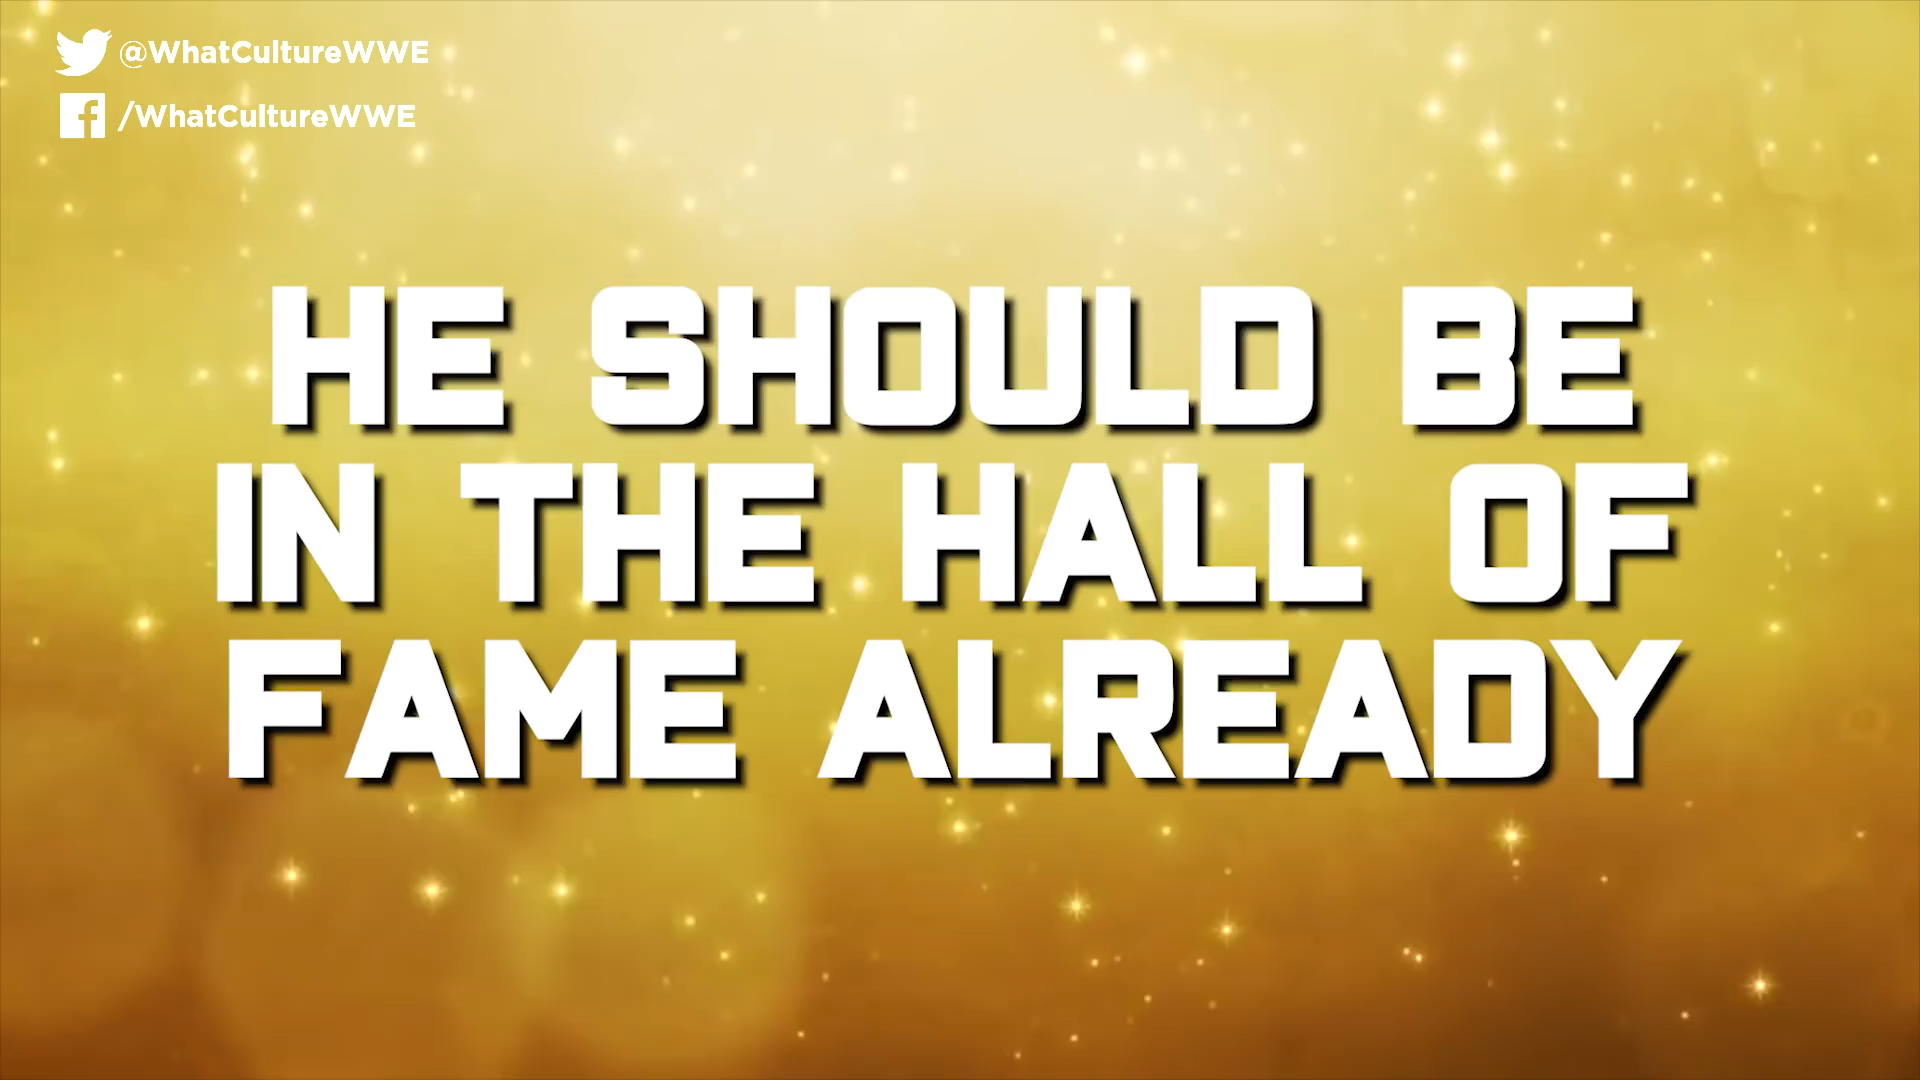 @WhatCultureWWE
/WhatCultureWWE
HE SHOULD BE
IN THE HALL OF
FAME ALREADY